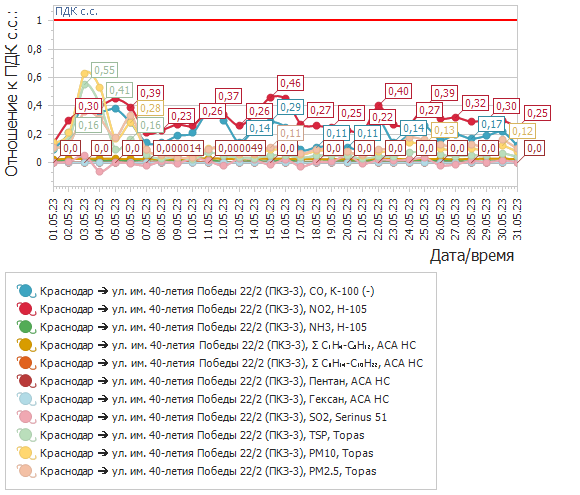 ПДК с.с.
Отношение к ПДК с.с.:
1
0,8
0,6
0,4
0,2
0
0,55
0,41
0,39
0,30
0,28
0,16
0,16
0,23
0,26
0,37
0,26
0,14
0,46
0,29
0,11
0,27
0,11
0,25
0,11
0,40
0,22
0,26
0,14
0,39
0,13
0,28
0,32
0,17
0,30
0,25
0,12
0,0 0,0 0,0 0,000014 0,0 0,000049 0,0 0,0 0,0 0,0 0,0 0,0 0,0 0,0 0,0
01.05.23 02.05.23 03.05.23 04.05.23 05.05.23 06.05.23 07.05.23 08.05.23 09.05.23 10.05.23 11.05.23 12.05.23 13.05.23 14.05.23 15.05.23 16.05.23 17.05.23 18.05.23 19.05.23 20.05.23 21.05.23 22.05.23 23.05.23 24.05.23 25.05.23 26.05.23 27.05.23 28.05.23 29.05.23 30.05.23 31.05.23
Дата/время
Краснодар ➔ ул. им. 40-летия Победы 22/2 (ПКЗ-3), CO, К-100 (-)
Краснодар ➔ ул. им. 40-летия Победы 22/2 (ПКЗ-3), NO2, Н-105
Краснодар ➔ ул. им. 40-летия Победы 22/2 (ПКЗ-3), NH3, Н-105
Краснодар ➔ ул. им. 40-летия Победы 22/2 (ПКЗ-3), Σ АСА НС
Краснодар ➔ ул. им. 40-летия Победы 22/2 (ПКЗ-3), Σ АСА НС
Краснодар ➔ ул. им. 40-летия Победы 22/2 (ПКЗ-3), Пентан, АСА НС
Краснодар ➔ ул. им. 40-летия Победы 22/2 (ПКЗ-3), Гексан, АСА НС
Краснодар ➔ ул. им. 40-летия Победы 22/2 (ПКЗ-3), SO2, Serinus 51
Краснодар ➔ ул. им. 40-летия Победы 22/2 (ПКЗ-3), TSP, Topas
Краснодар ➔ ул. им. 40-летия Победы 22/2 (ПКЗ-3), PM10, Topas
Краснодар ➔ ул. им. 40-летия Победы 22/2 (ПКЗ-3), PM2.5, Topas